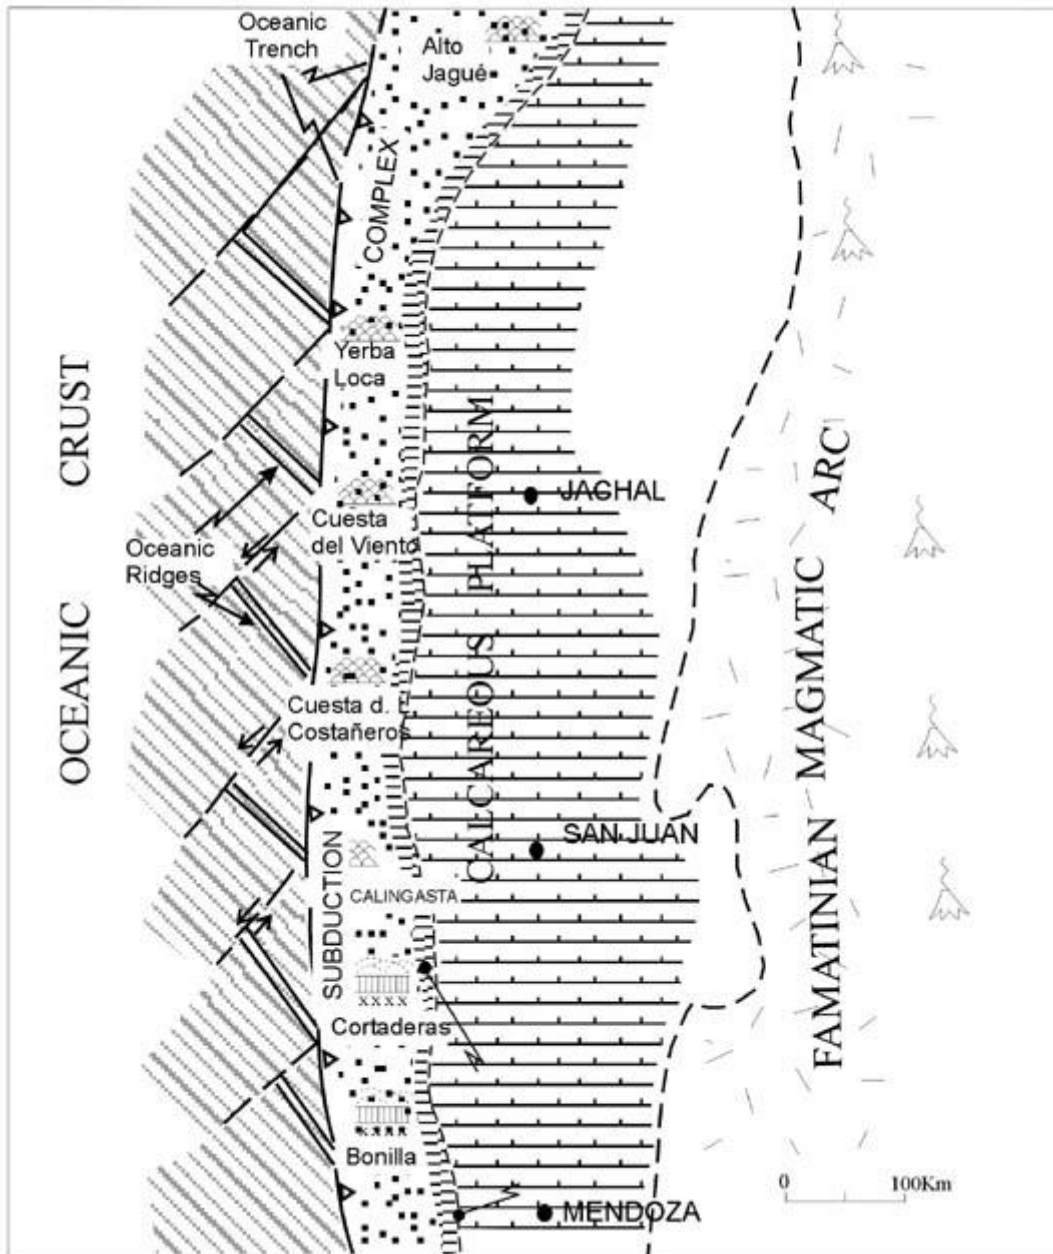 Oceanic
Trench
Alto
Jagué
COMPLEX
Yerba
Loca
OCEANIC CRUST
CALCAREOUS PLATFORM
JACHAL
Cuesta
del Viento
Oceanic
Ridges
FAMATINIAN MAGMATIC ARC
Cuesta d. L
Costañeros
SAN JUAN
SUBDUCTION
CALINGASTA
Cortaderas
Bonilla
0 100Km
MENDOZA